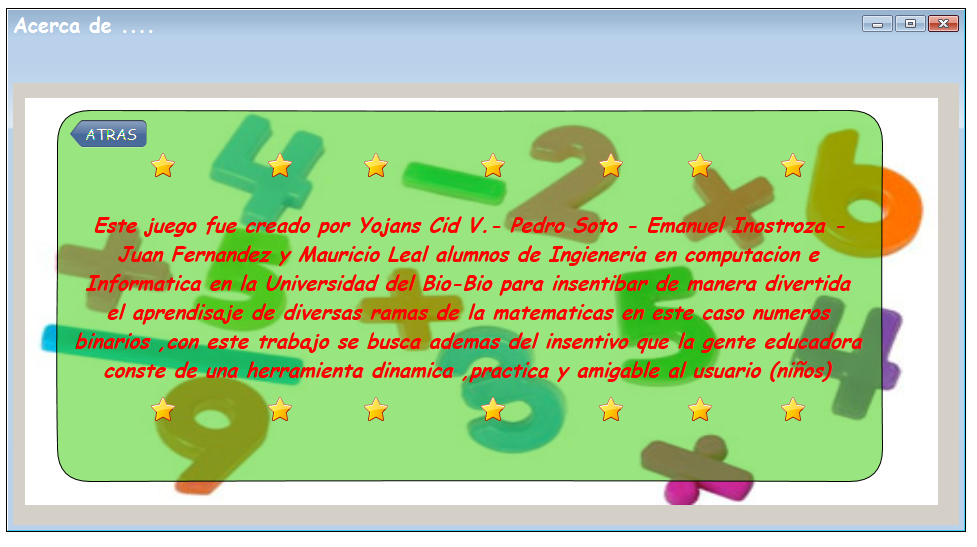 Acerca de ....
ATRAS
Este juego fue creado por Yojans Cid V.- Pedro Soto - Emanuel Inostroza -
Juan Fernandez y Mauricio Leal alumnos de Ingieneria en computacion e
Informatica en la Universidad del Bio-Bio para insentibar de manera divertida
el aprendisaje de diversas ramas de la matematicas en este caso numeros
binarios ,con este trabajo se busca ademas del insentivo que la gente educadora
conste de una herramienta dinamica ,practica y amigable al usuario (niños)